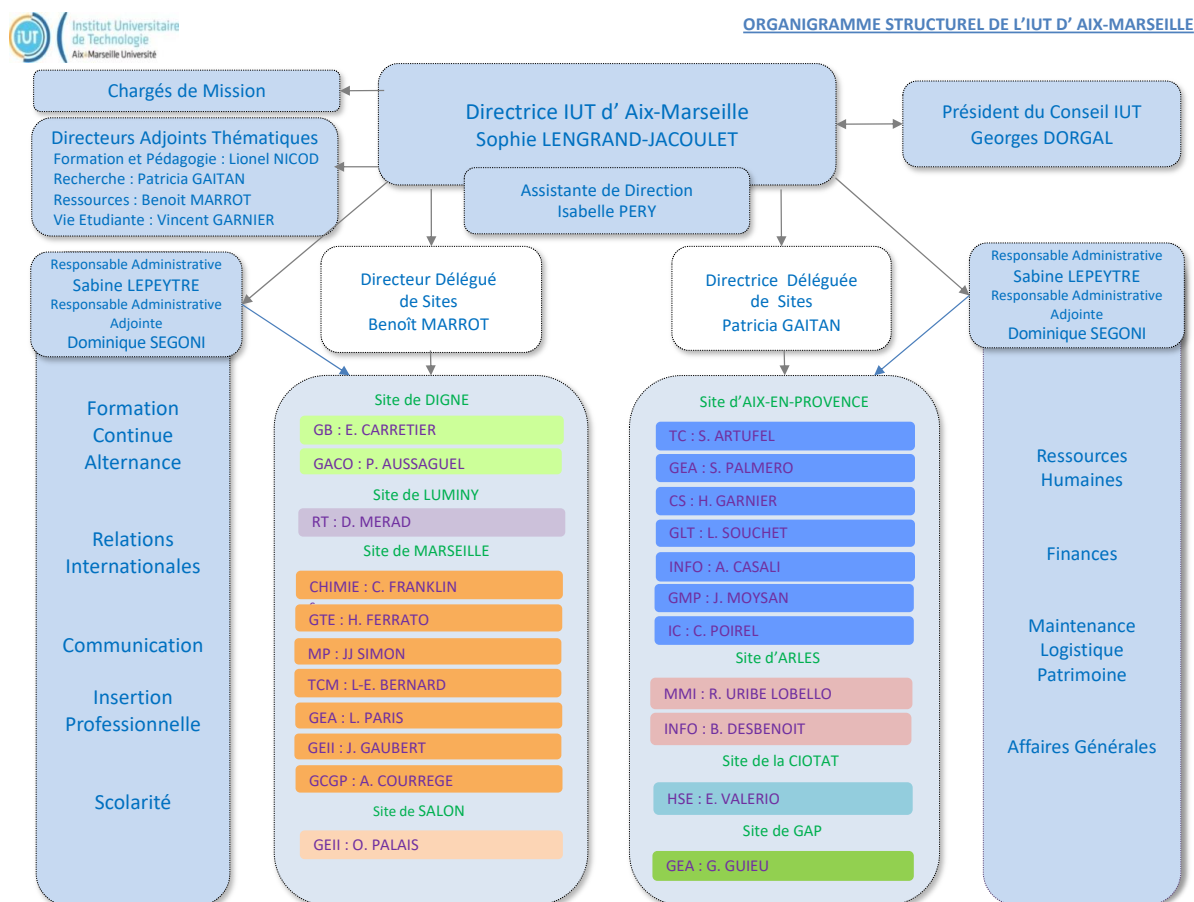 iUT
Institut Universitaire
de Technologie
Aix*Marseille Université
ORGANIGRAMME STRUCTUREL DE L'IUT D' AIX-MARSEILLE
Chargés de Mission
Directeurs Adjoints Thématiques
Formation et Pédagogie : Lionel NICOD
Recherche : Patricia GAITAN
Ressources : Benoit MARROT
Vie Etudiante : Vincent GARNIER
Directrice IUT d' Aix-Marseille
Sophie LENGRAND-JACOULET
Assistante de Direction
Isabelle PERY
Président du Conseil IUT
Georges DORGAL
Responsable Administrative
Sabine LEPEYTRE
Responsable Administrative
Adjointe
Dominique SEGONI
Directeur Délégué
de Sites
Benoît MARROT
Directrice Déléguée
de Sites
Patricia GAITAN
Responsable Administrative
Sabine LEPEYTRE
Responsable Administrative
Adjointe
Dominique SEGONI
Formation
Continue
Alternance
Relations
Internationales
Communication
Insertion
Professionnelle
Scolarité
Site de DIGNE
GB : E. CARRETIER
GACO : P. AUSSAGUEL
Site de LUMINY
RT : D. MERAD
Site de MARSEILLE
CHIMIE : C. FRANKLIN
GTE : H. FERRATO
MP : JJ SIMON
TCM : L-E. BERNARD
GEA : L. PARIS
GEII : J. GAUBERT
GCGP : A. COURREGE
Site de SALON
GEII : O. PALAIS
Site d'AIX-EN-PROVENCE
TC : S. ARTUFEL
GEA : S. PALMERO
CS : H. GARNIER
GLT : L. SOUCHET
INFO : A. CASALI
GMP : J. MOYSAN
IC : C. POIREL
Site d'ARLES
MMI : R. URIBE LOBELLO
INFO : B. DESBENOIT
Site de la CIOTAT
HSE : E. VALERIO
Site de GAP
GEA : G. GUIEU
Ressources
Humaines
Finances
Maintenance
Logistique
Patrimoine
Affaires Générales